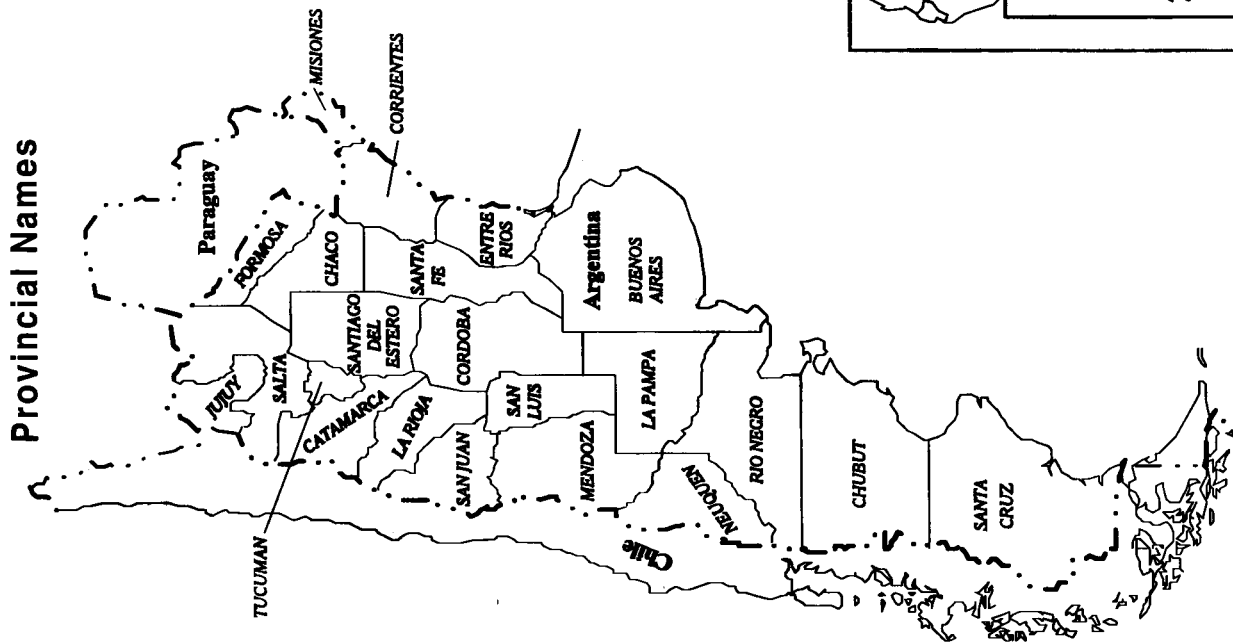 Provincial Names
Paraguay
MISIONES
CORRIENTES
FORMOSA
CHACO
JUJUY
SALTA
TUCUMAN
SANTIAGO
DEL
ESTERO
SANTA
FE
ENTRE
RIOS
CATAMARCA
LA RIOJA
CORDOBA
SAN JUAN
SAN
LUIS
Argentina
BUENOS
AIRES
MENDOZA
LA PAMPA
Chile
NEUQUEN
RIO NEGRO
CHUBUT
SANTA
CRUZ